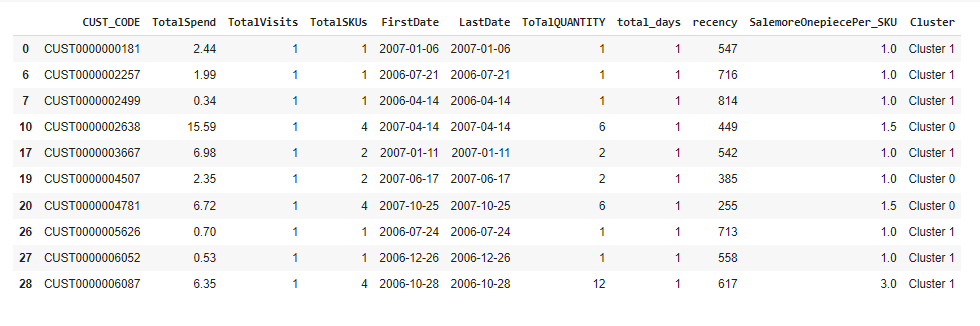 CUST_CODE TotalSpend TotalVisits TotalSKUs FirstDate LastDate ToTalQUANTITY total_days recency SalemoreOnepiecePer_SKU Cluster
0 CUST0000000181 2.44 1 1 2007-01-06 2007-01-06 1 1 547 1.0 Cluster 1
6 CUST0000002257 1.99 1 1 2006-07-21 2006-07-21 1 1 716 1.0 Cluster 1
7 CUST0000002499 0.34 1 1 2006-04-14 2006-04-14 1 1 814 1.0 Cluster 1
10 CUST0000002638 15.59 1 4 2007-04-14 2007-04-14 6 1 449 1.5 Cluster 0
17 CUST0000003667 6.98 1 2 2007-01-11 2007-01-11 2 1 542 1.0 Cluster 1
19 CUST0000004507 2.35 1 2 2007-06-17 2007-06-17 2 1 385 1.0 Cluster 0
20 CUST0000004781 6.72 1 4 2007-10-25 2007-10-25 6 1 255 1.5 Cluster 0
26 CUST0000005626 0.70 1 1 2006-07-24 2006-07-24 1 1 713 1.0 Cluster 1
27 CUST0000006052 0.53 1 1 2006-12-26 2006-12-26 1 1 558 1.0 Cluster 1
28 CUST0000006087 6.35 1 4 2006-10-28 2006-10-28 12 1 617 3.0 Cluster 1